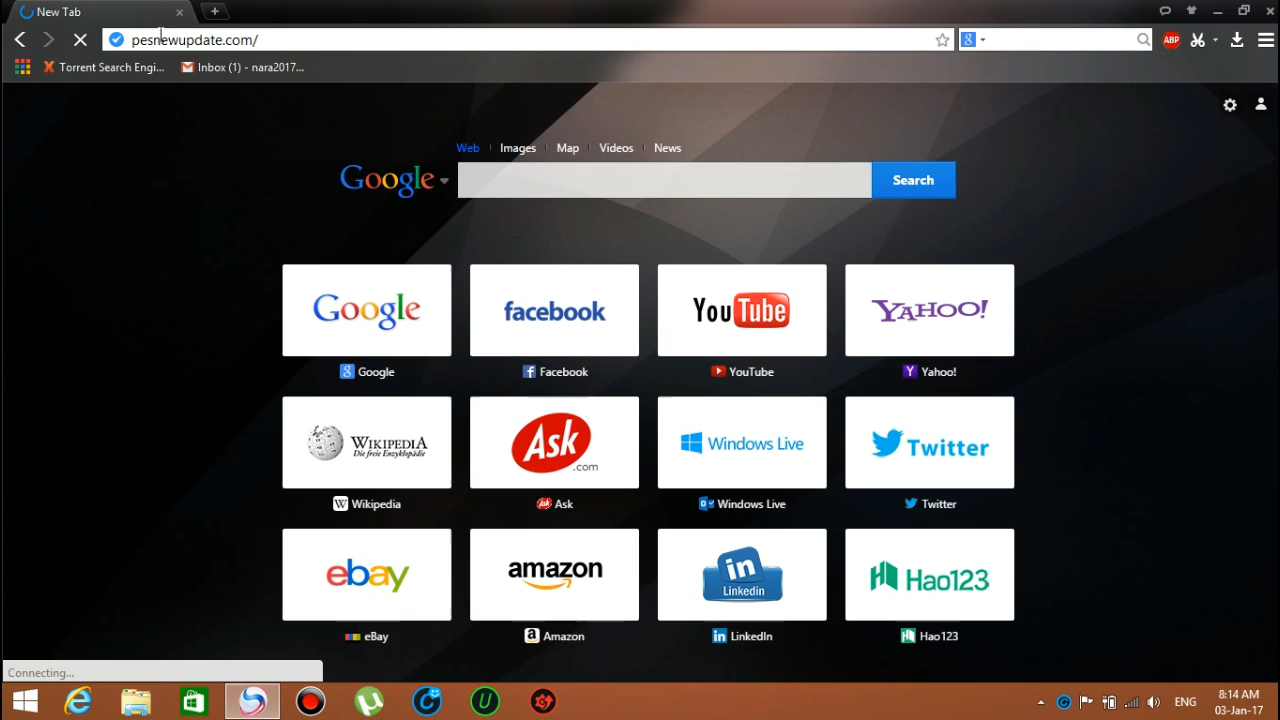 New Tab
pesnewupdate.com/
ABP
Torrent Search Engi...
Inbox (1) - nara2017...
Web
Images
Map
Videos
News
Google
Search
Google
facebook
YouTube
YAHOO!
Google
Facebook
YouTube
Yahoo!
WIKIPEDIA
Die freie Enzyklopädie
Ask
.com
Windows Live
Twitter
Wikipedia
Ask
Windows Live
Twitter
ebay
amazon
in
Linkedin
Hao123
eBay
Amazon
LinkedIn
Hao123
Connecting...
ENG
8:14 AM
03-Jan-17